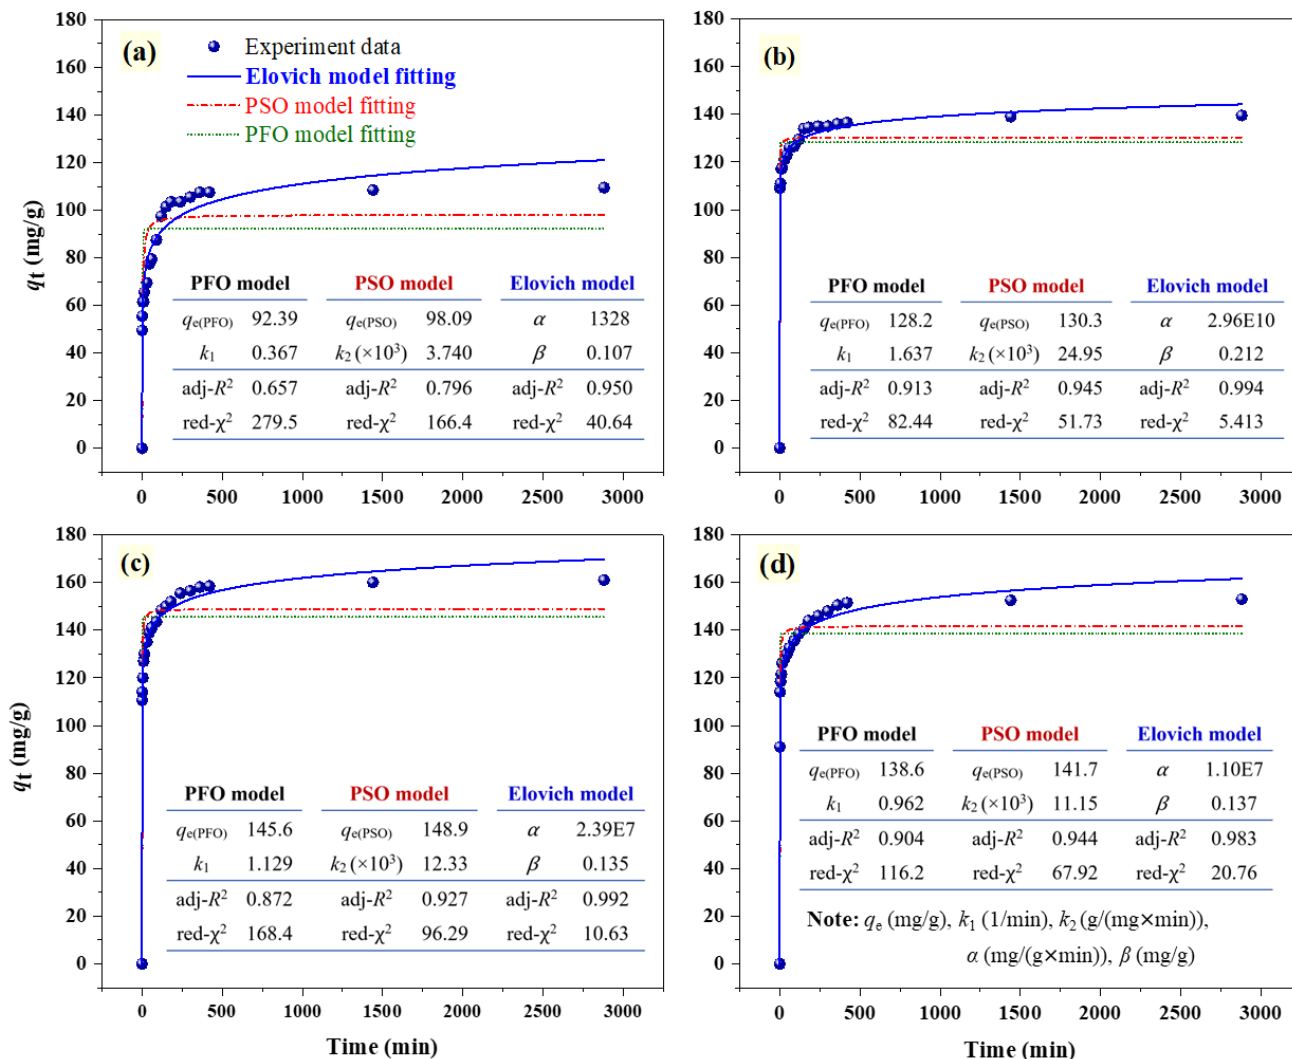 (a)
Experiment data
Elovich model fitting
PSO model fitting
PFO model fitting
180
160
140
120
100
80
60
40
20
0
qt (mg/g)
PFO model PSO model Elovich model
qe(PFO) 92.39 qe(PSO) 98.09 α 1328
k1 0.367 k2 (×10³) 3.740 β 0.107
adj-R² 0.657 adj-R² 0.796 adj-R² 0.950
red-χ² 279.5 red-χ² 166.4 red-χ² 40.64
0 500 1000 1500 2000 2500 3000
(b)
180
160
140
120
100
80
60
40
20
0
PFO model PSO model Elovich model
qe(PFO) 128.2 qe(PSO) 130.3 α 2.96E10
k1 1.637 k2 (×10³) 24.95 β 0.212
adj-R² 0.913 adj-R² 0.945 adj-R² 0.994
red-χ² 82.44 red-χ² 51.73 red-χ² 5.413
0 500 1000 1500 2000 2500 3000
(c)
180
160
140
120
100
80
60
40
20
0
qt (mg/g)
PFO model PSO model Elovich model
qe(PFO) 145.6 qe(PSO) 148.9 α 2.39E7
k1 1.129 k2 (×10³) 12.33 β 0.135
adj-R² 0.872 adj-R² 0.927 adj-R² 0.992
red-χ² 168.4 red-χ² 96.29 red-χ² 10.63
0 500 1000 1500 2000 2500 3000
Time (min)
(d)
180
160
140
120
100
80
60
40
20
0
PFO model PSO model Elovich model
qe(PFO) 138.6 qe(PSO) 141.7 α 1.10E7
k1 0.962 k2 (×10³) 11.15 β 0.137
adj-R² 0.904 adj-R² 0.944 adj-R² 0.983
red-χ² 116.2 red-χ² 67.92 red-χ² 20.76
Note: qe (mg/g), k1 (1/min), k2 (g/(mg×min)),
α (mg/(g×min)), β (mg/g)
0 500 1000 1500 2000 2500 3000
Time (min)